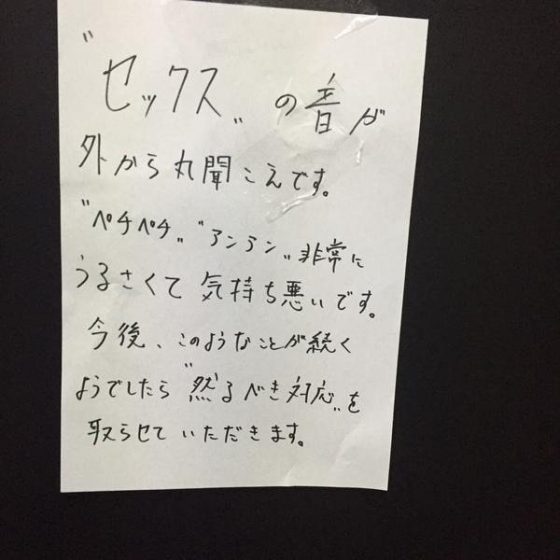 "セックス"の音が
外から丸聞こえです。
"ペチペチ""アンアン"非常に
うるさくて気持ち悪いです。
今後、このようなことが続く
ようでしたら"然るべき対応"を
取らせていただきます。